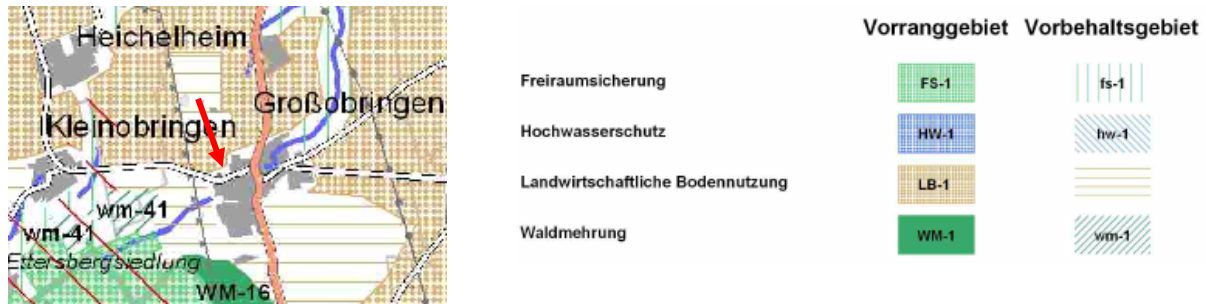 Heichelheim
Großobringen
Kleinobringen
wm-41
wm-41
Ettersbergsiedlung
WM-16
Vorranggebiet Vorbehaltsgebiet
Freiraumsicherung FS-1 fs-1
Hochwasserschutz HW-1 hw-1
Landwirtschaftliche Bodennutzung LB-1
Waldmehrung WM-1 wm-1